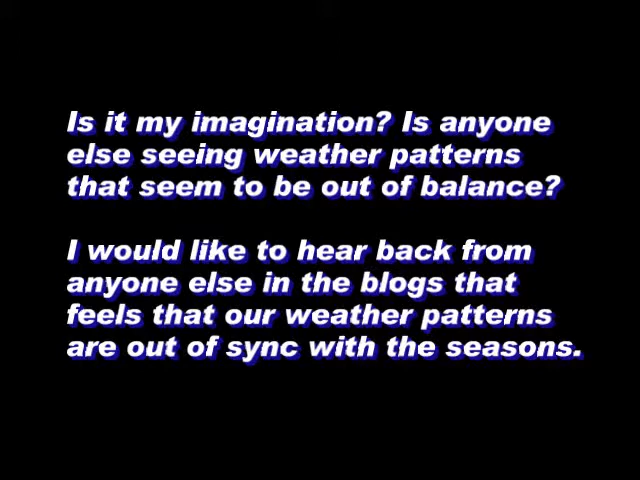 Is it my imagination? Is anyone
else seeing weather patterns
that seem to be out of balance?
I would like to hear back from
anyone else in the blogs that
feels that our weather patterns
are out of sync with the seasons.